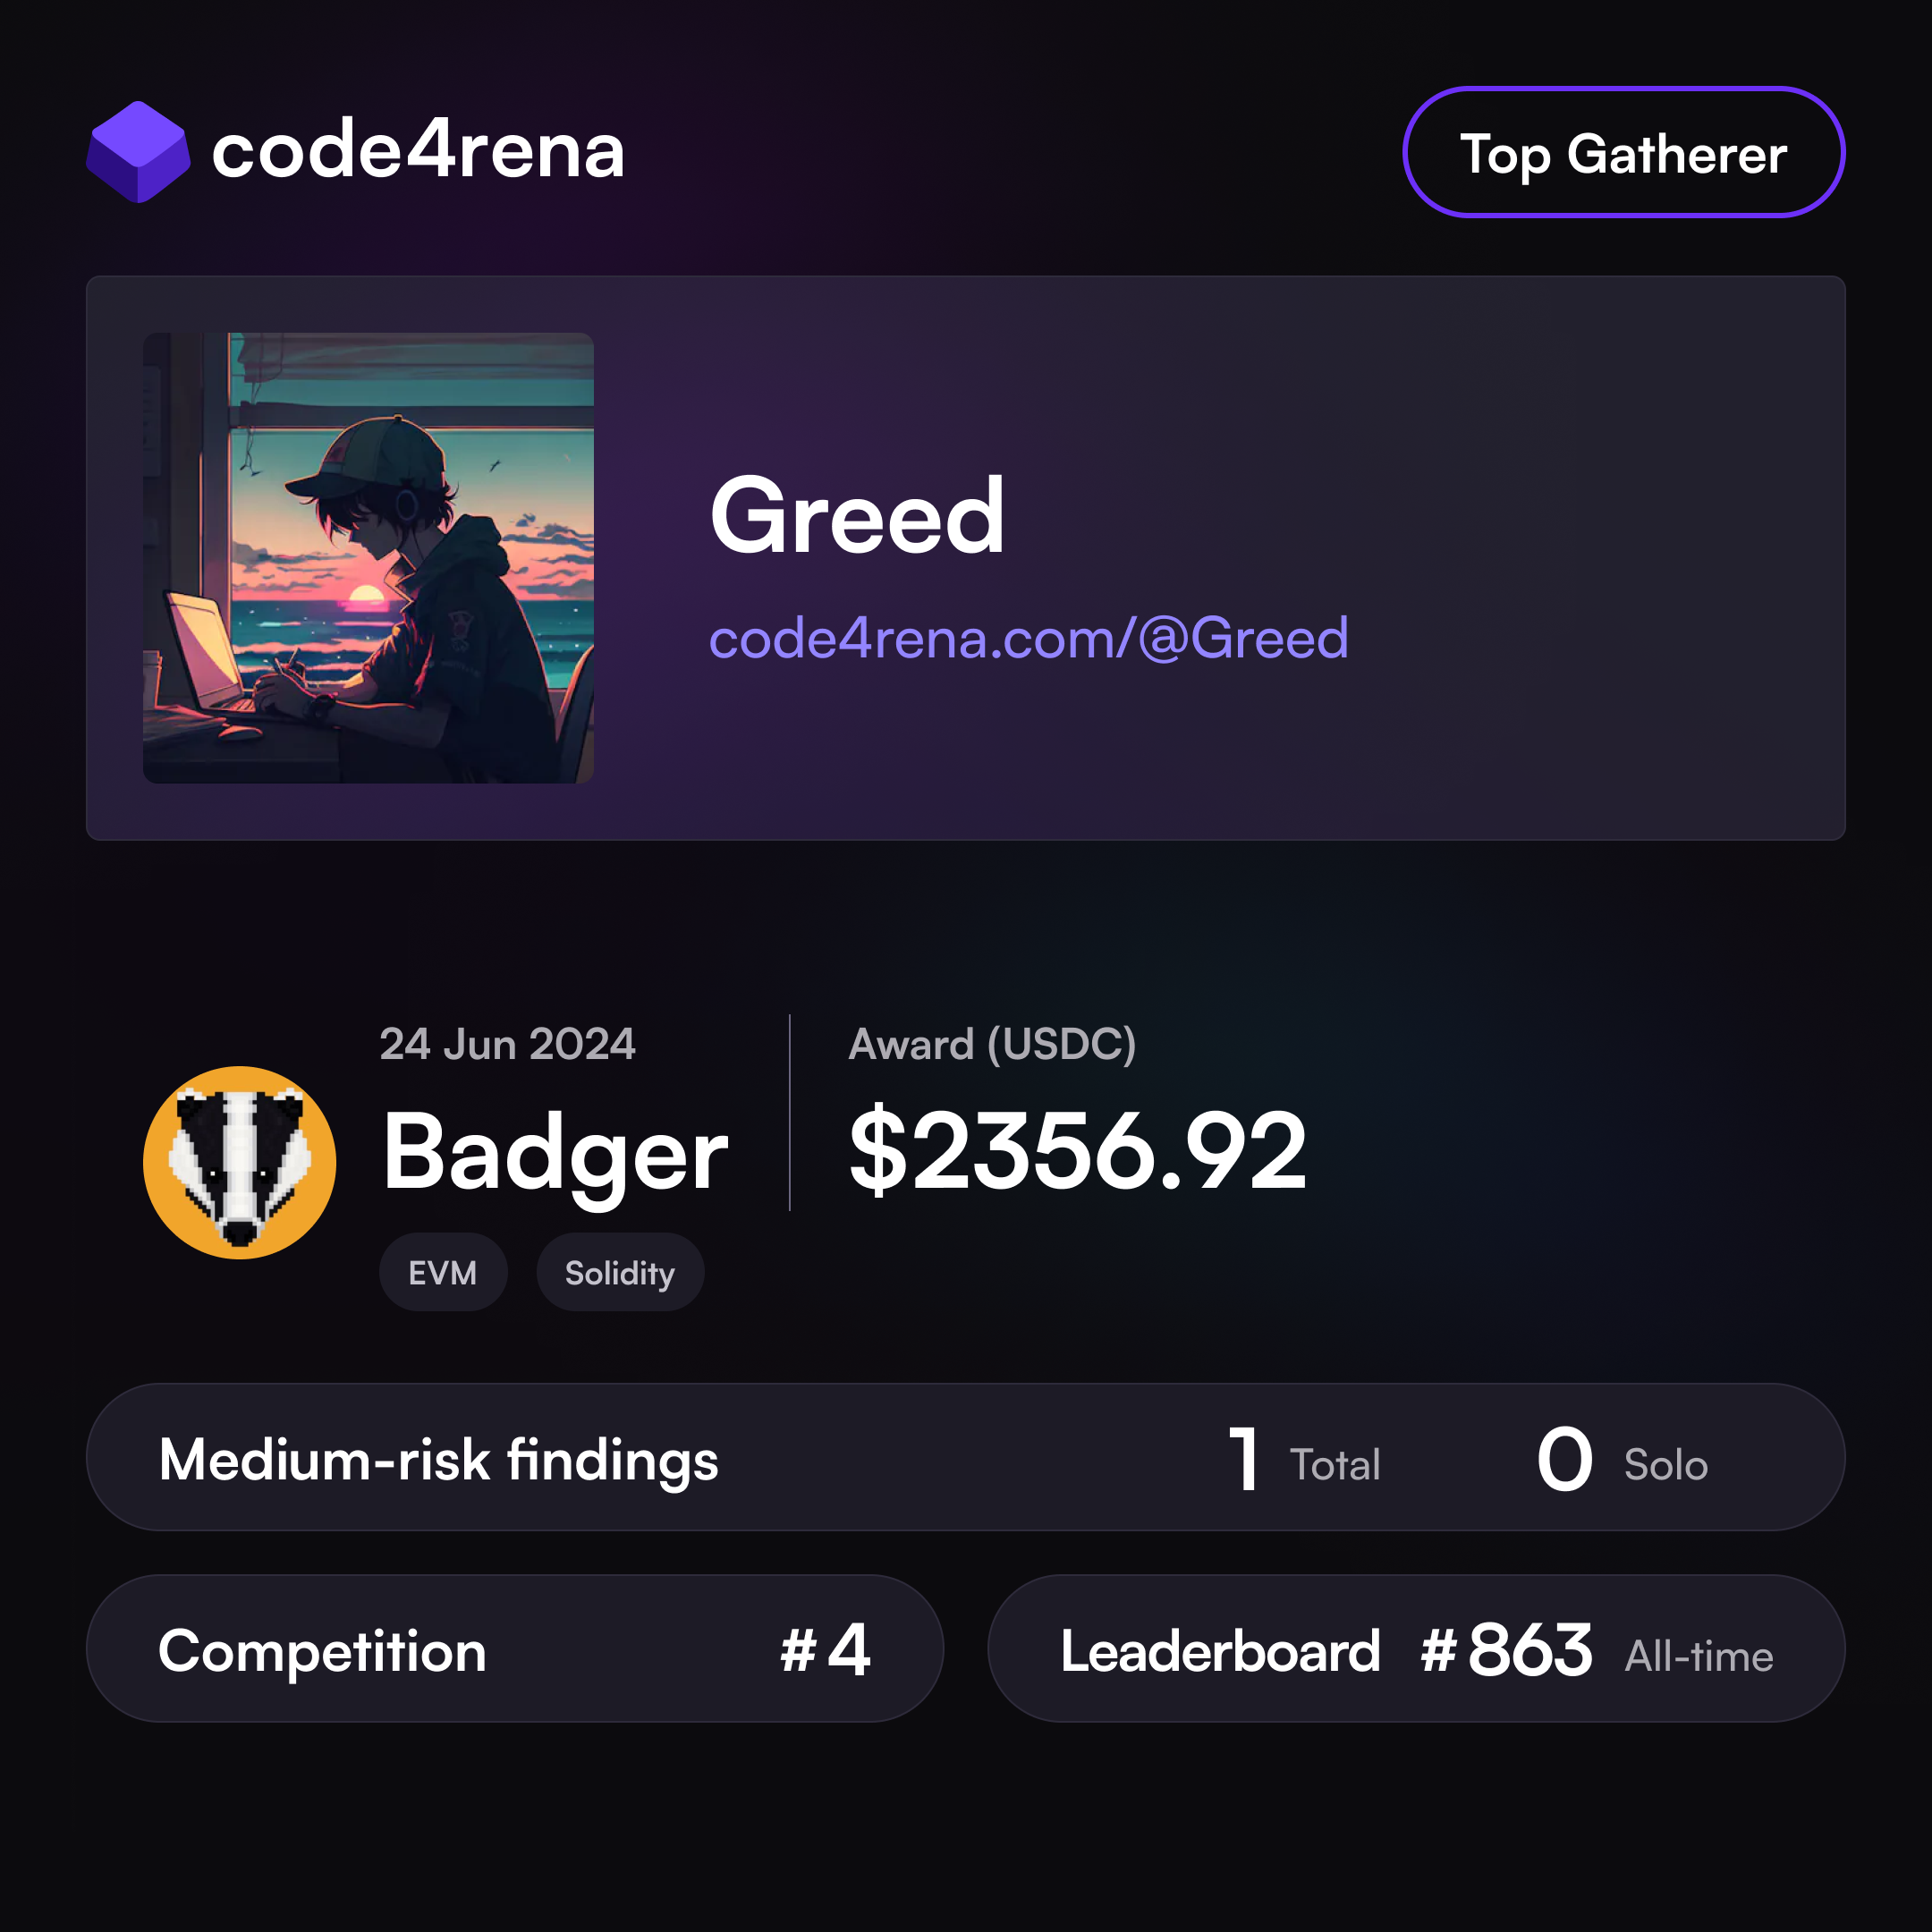 code4rena
Top Gatherer
Greed
code4rena.com/@Greed
24 Jun 2024
Badger
EVM Solidity
Award (USDC)
$2356.92
Medium-risk findings 1 Total 0 Solo
Competition #4
Leaderboard #863 All-time